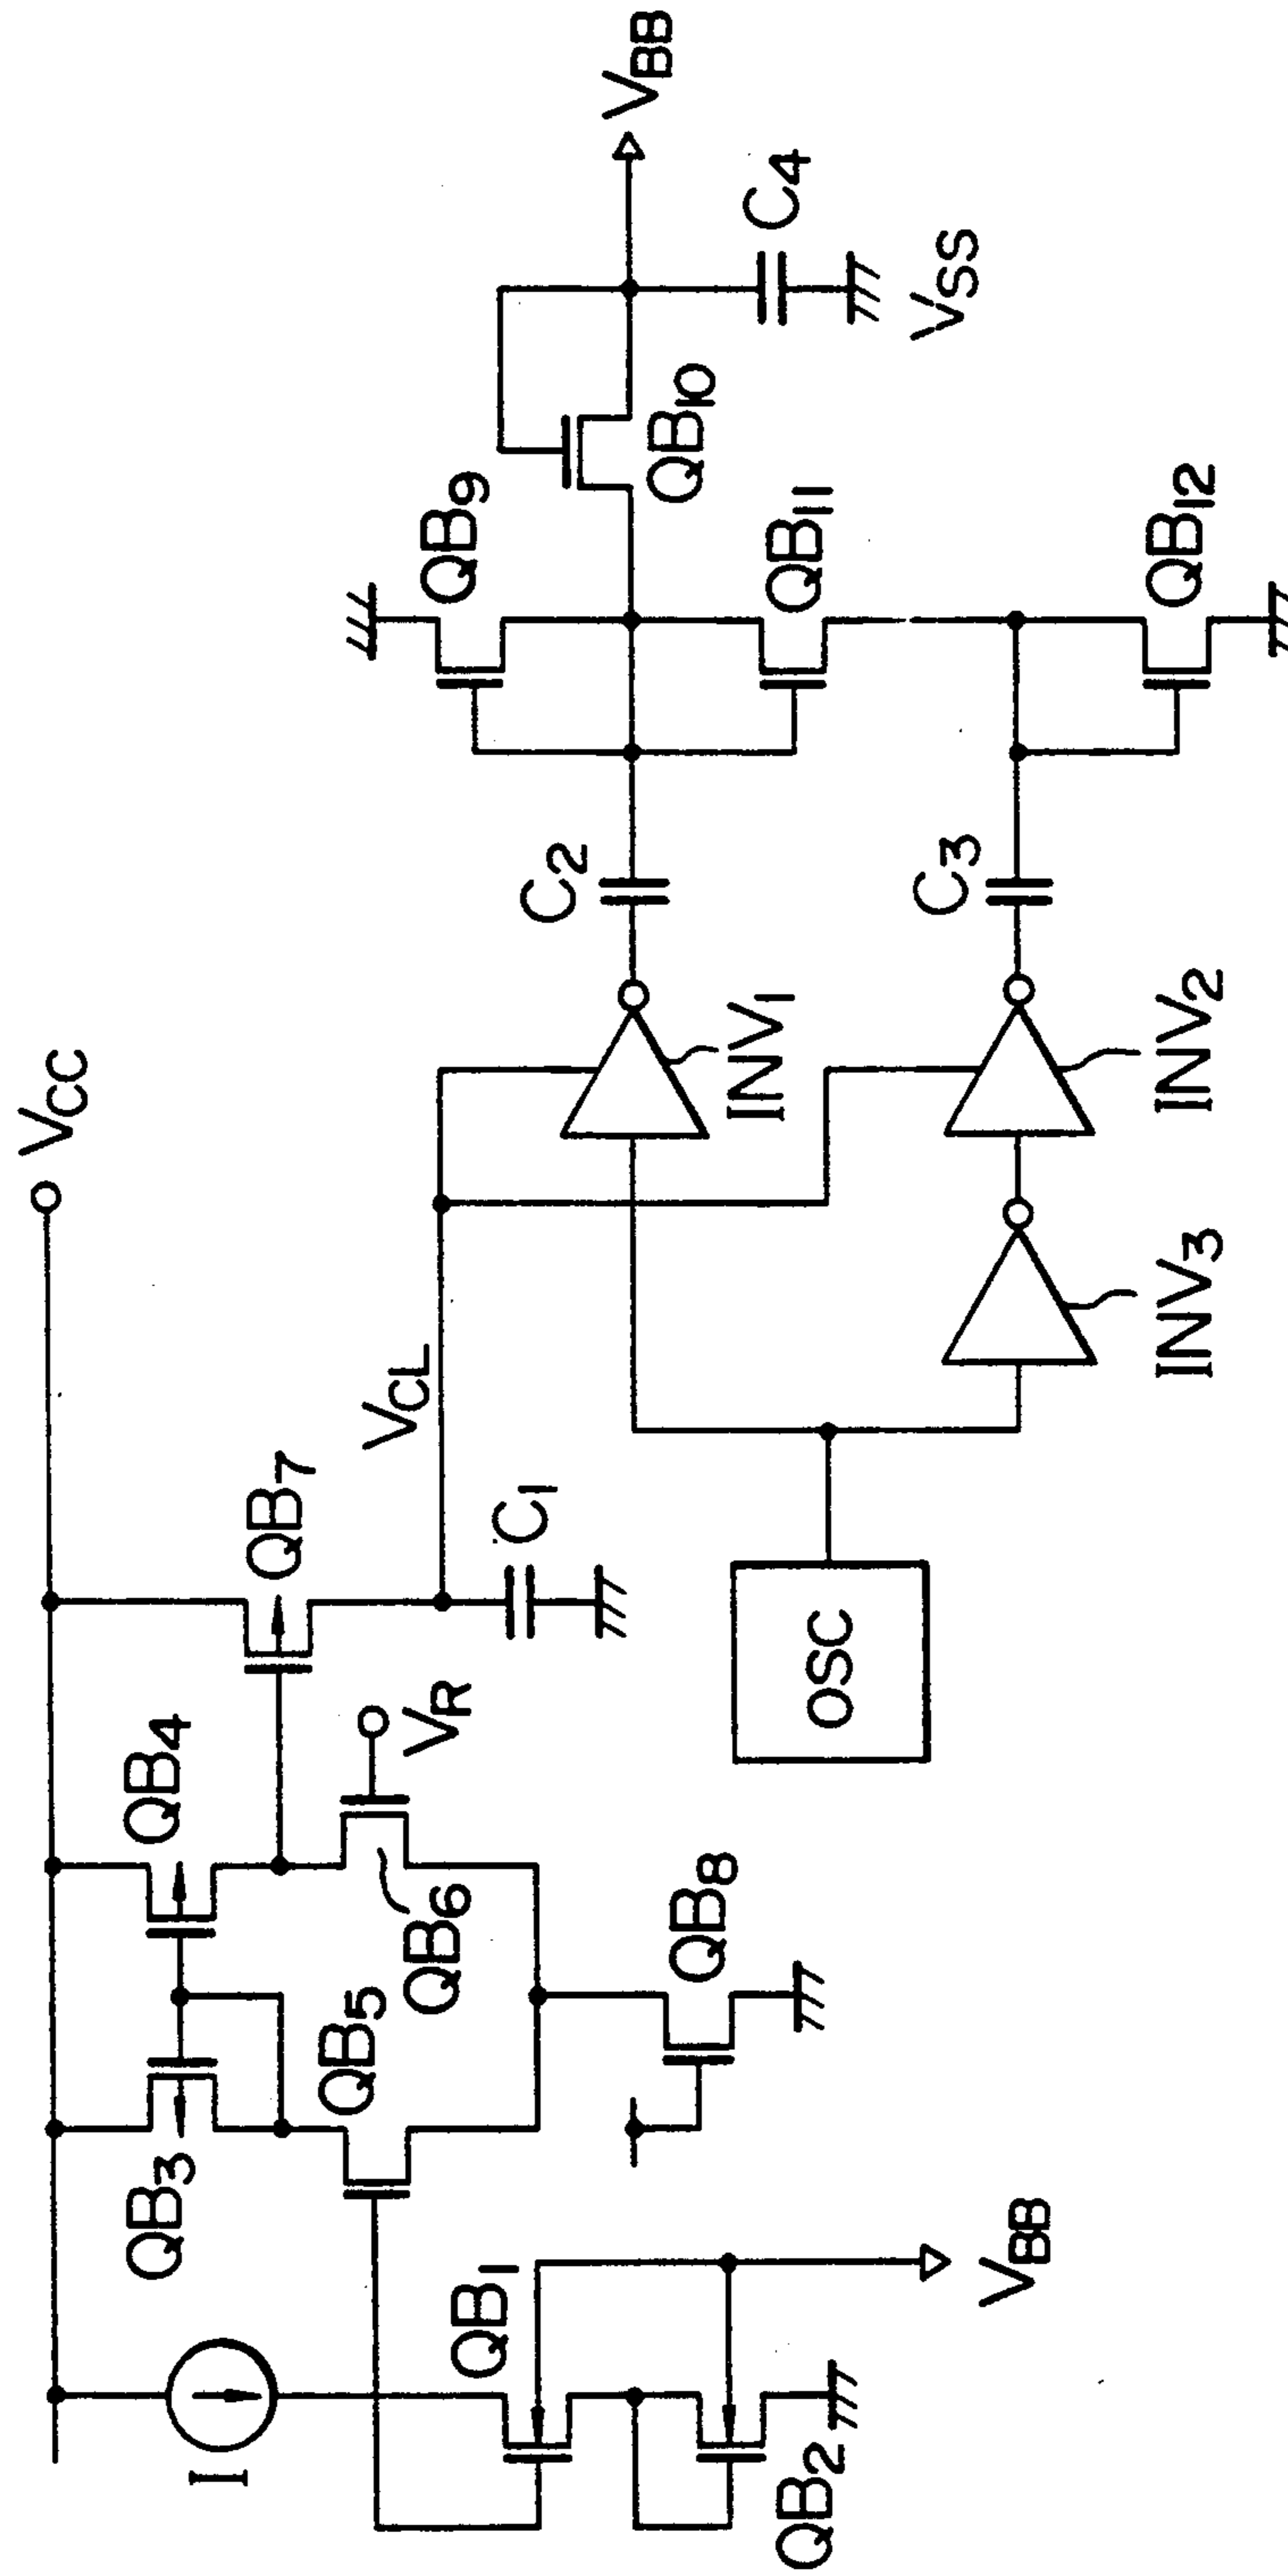 VCC
I
QB3
QB4
QB7
VCL
QB5
QB6
VR
C1
QB1
QB2
QB8
VBB
OSC
INV1
INV3
INV2
C2
C3
QB9
QB10
QB11
QB12
VBB
C4
VSS